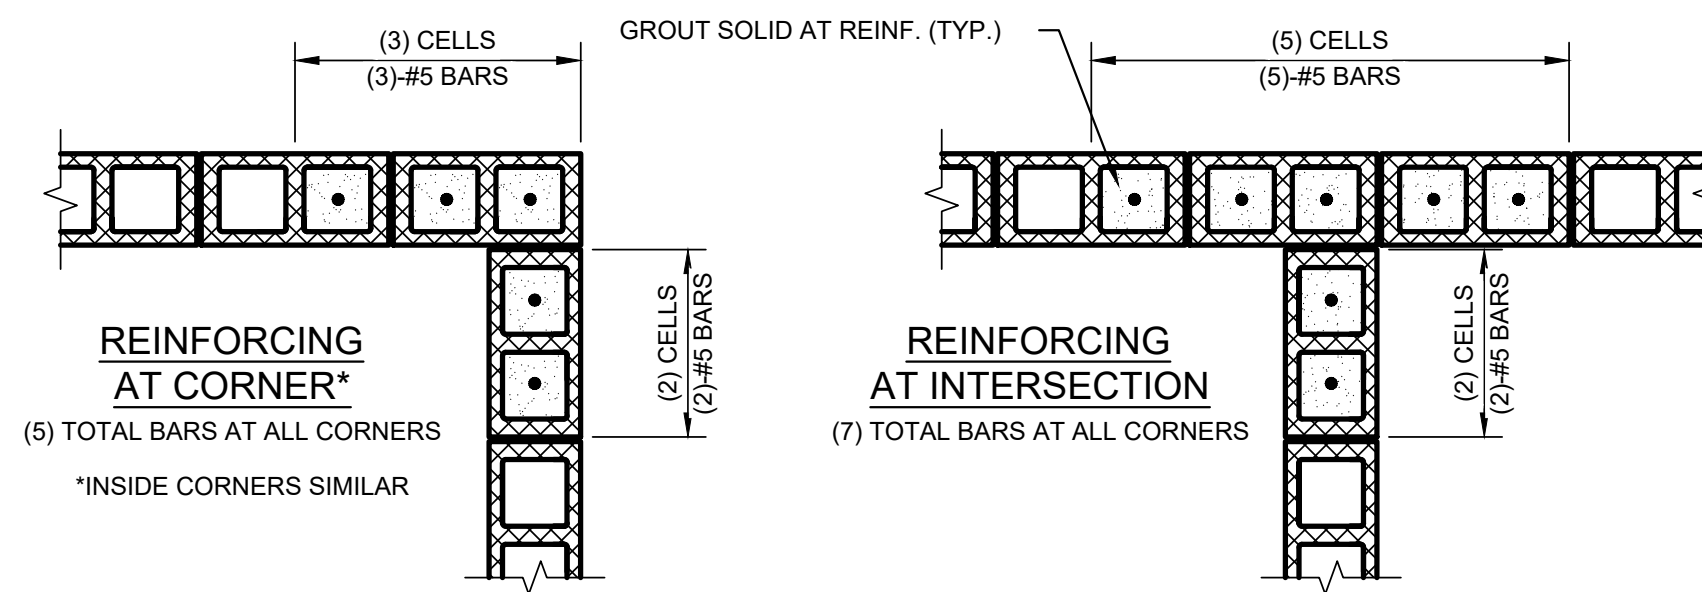 (3) CELLS
(3)-#5 BARS
GROUT SOLID AT REINF. (TYP.)
(5) CELLS
(5)-#5 BARS
(2) CELLS
(2)-#5 BARS
REINFORCING
AT CORNER*
(5) TOTAL BARS AT ALL CORNERS
*INSIDE CORNERS SIMILAR
(2) CELLS
(2)-#5 BARS
REINFORCING
AT INTERSECTION
(7) TOTAL BARS AT ALL CORNERS